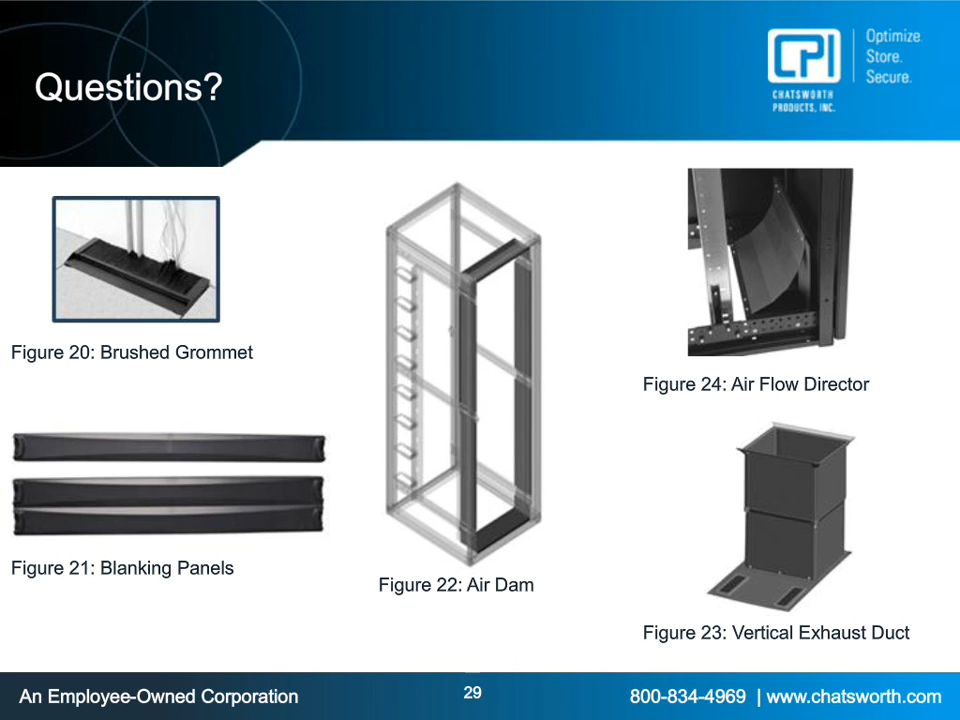 Questions?
CPI
CHATSWORTH
PRODUCTS, INC.
Optimize.
Store.
Secure.
Figure 20: Brushed Grommet
Figure 24: Air Flow Director
Figure 21: Blanking Panels
Figure 22: Air Dam
Figure 23: Vertical Exhaust Duct
An Employee-Owned Corporation
29
800-834-4969 | www.chatsworth.com